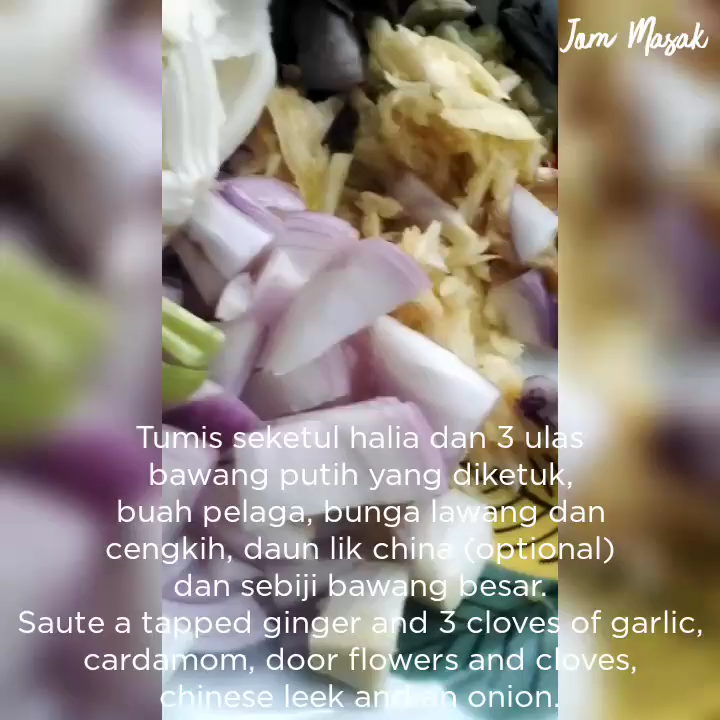 Jom Masak
Tumis seketul halia dan 3 ulas
bawang putih yang diketuk,
buah pelaga, bunga lawang dan
cengkih, daun lik china (optional)
dan sebiji bawang besar.
Saute a tapped ginger and 3 cloves of garlic,
cardamom, door flowers and cloves,
chinese leek and an onion.